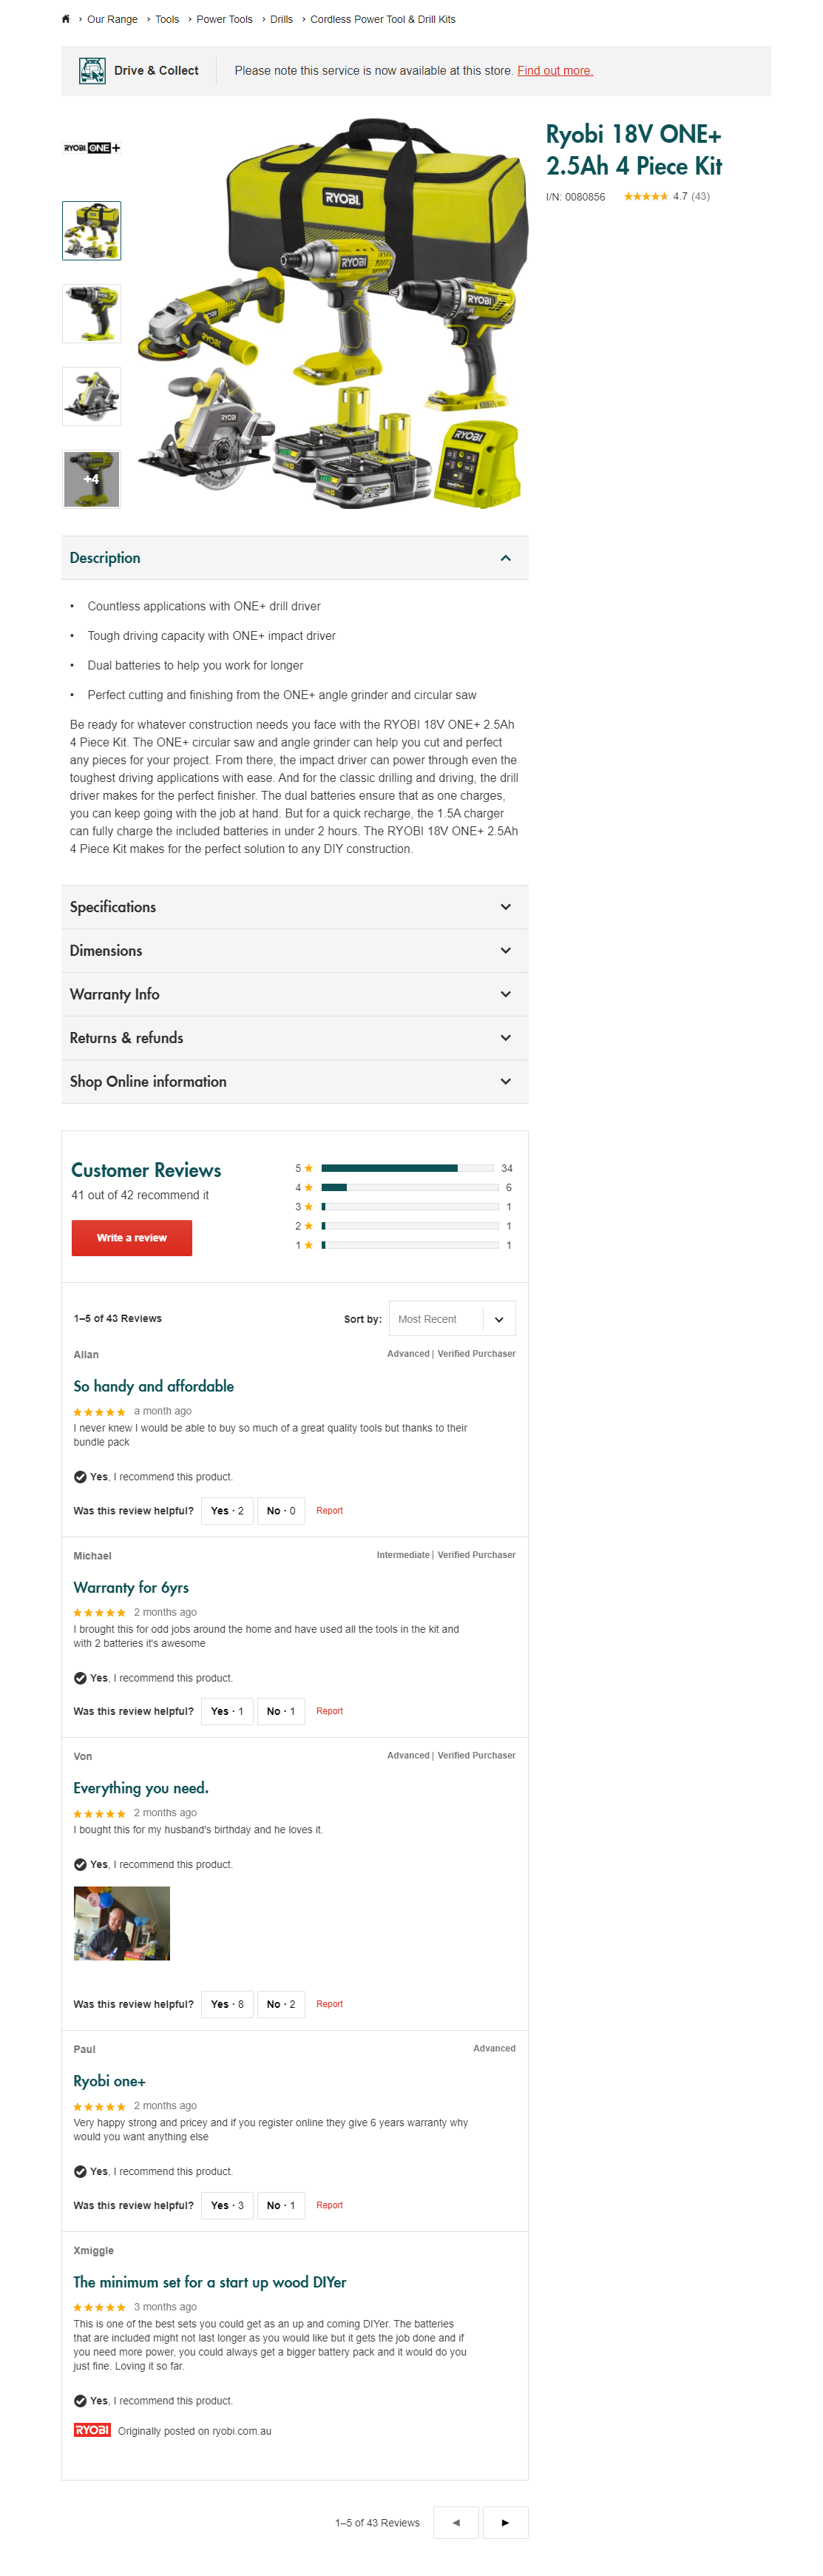 Our Range › Tools › Power Tools › Drills › Cordless Power Tool & Drill Kits
Drive & Collect
Please note this service is now available at this store. Find out more.
Ryobi 18V ONE+
2.5Ah 4 Piece Kit
I/N: 0080856
4.7 (43)
RYOBI ONE+
RYOBI
RYOBI
RYOBI
RYOBI
RYOBI
RYOBI
+4
Description
• Countless applications with ONE+ drill driver
• Tough driving capacity with ONE+ impact driver
• Dual batteries to help you work for longer
• Perfect cutting and finishing from the ONE+ angle grinder and circular saw
Be ready for whatever construction needs you face with the RYOBI 18V ONE+ 2.5Ah
4 Piece Kit. The ONE+ circular saw and angle grinder can help you cut and perfect
any pieces for your project. From there, the impact driver can power through even the
toughest driving applications with ease. And for the classic drilling and driving, the drill
driver makes for the perfect finisher. The dual batteries ensure that as one charges,
you can keep going with the job at hand. But for a quick recharge, the 1.5A charger
can fully charge the included batteries in under 2 hours. The RYOBI 18V ONE+ 2.5Ah
4 Piece Kit makes for the perfect solution to any DIY construction.
Specifications
Dimensions
Warranty Info
Returns & refunds
Shop Online information
Customer Reviews
41 out of 42 recommend it
Write a review
5 ★ 34
4 ★ 6
3 ★ 1
2 ★ 1
1 ★ 1
1–5 of 43 Reviews
Sort by: Most Recent
Allan
Advanced | Verified Purchaser
So handy and affordable
★★★★★ a month ago
I never knew I would be able to buy so much of a great quality tools but thanks to their
bundle pack
Yes, I recommend this product.
Was this review helpful? Yes · 2 No · 0 Report
Michael
Intermediate | Verified Purchaser
Warranty for 6yrs
★★★★★ 2 months ago
I brought this for odd jobs around the home and have used all the tools in the kit and
with 2 batteries it's awesome
Yes, I recommend this product.
Was this review helpful? Yes · 1 No · 1 Report
Von
Advanced | Verified Purchaser
Everything you need.
★★★★★ 2 months ago
I bought this for my husband's birthday and he loves it.
Yes, I recommend this product.
Was this review helpful? Yes · 8 No · 2 Report
Paul
Advanced
Ryobi one+
★★★★★ 2 months ago
Very happy strong and pricey and if you register online they give 6 years warranty why
would you want anything else
Yes, I recommend this product.
Was this review helpful? Yes · 3 No · 1 Report
Xmiggle
The minimum set for a start up wood DIYer
★★★★★ 3 months ago
This is one of the best sets you could get as an up and coming DIYer. The batteries
that are included might not last longer as you would like but it gets the job done and if
you need more power, you could always get a bigger battery pack and it would do you
just fine. Loving it so far.
Yes, I recommend this product.
RYOBI Originally posted on ryobi.com.au
1–5 of 43 Reviews ◄ ►